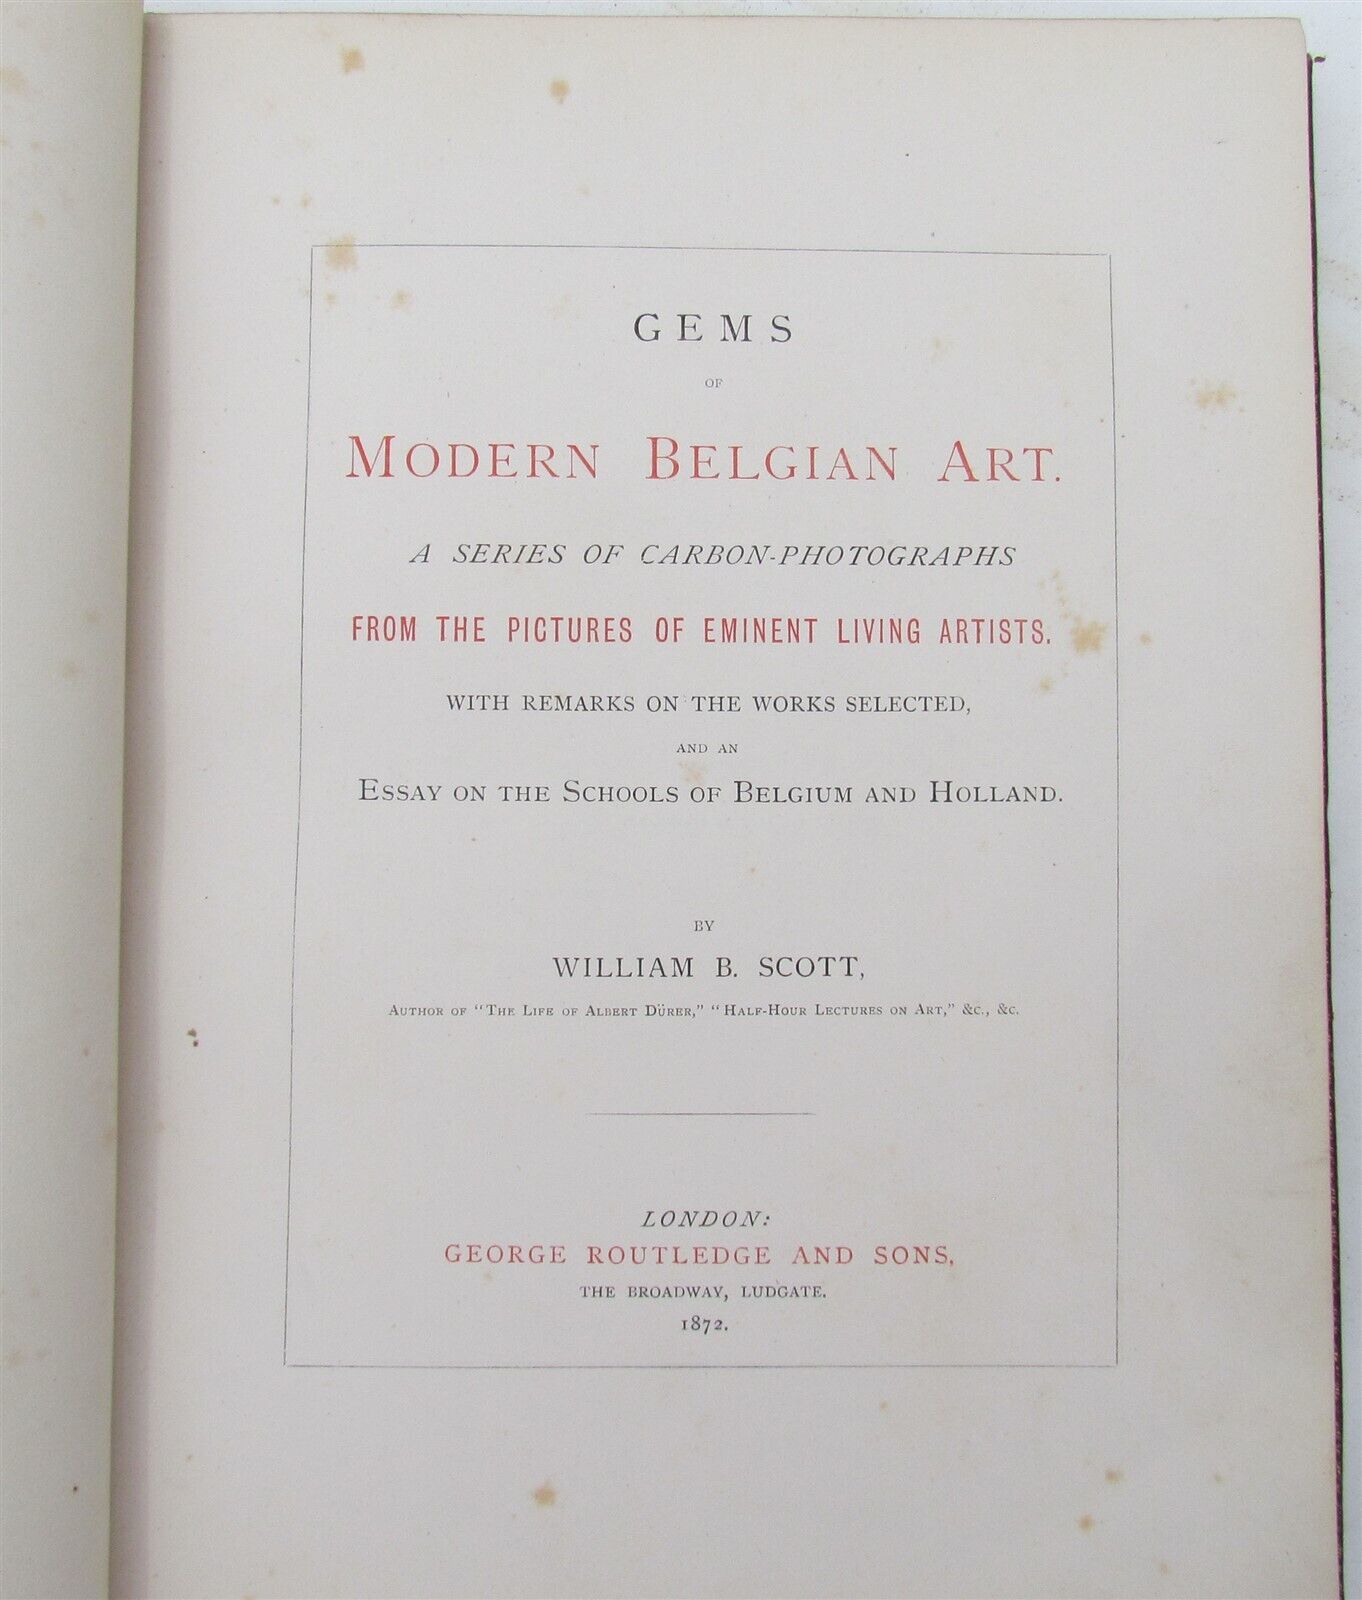 GEMS
OF
MODERN BELGIAN ART.
A SERIES OF CARBON-PHOTOGRAPHS
FROM THE PICTURES OF EMINENT LIVING ARTISTS.
WITH REMARKS ON THE WORKS SELECTED,
AND AN
ESSAY ON THE SCHOOLS OF BELGIUM AND HOLLAND.
BY
WILLIAM B. SCOTT,
AUTHOR OF "THE LIFE OF ALBERT DÜRER," "HALF-HOUR LECTURES ON ART," &C., &C.
LONDON:
GEORGE ROUTLEDGE AND SONS,
THE BROADWAY, LUDGATE.
1872.